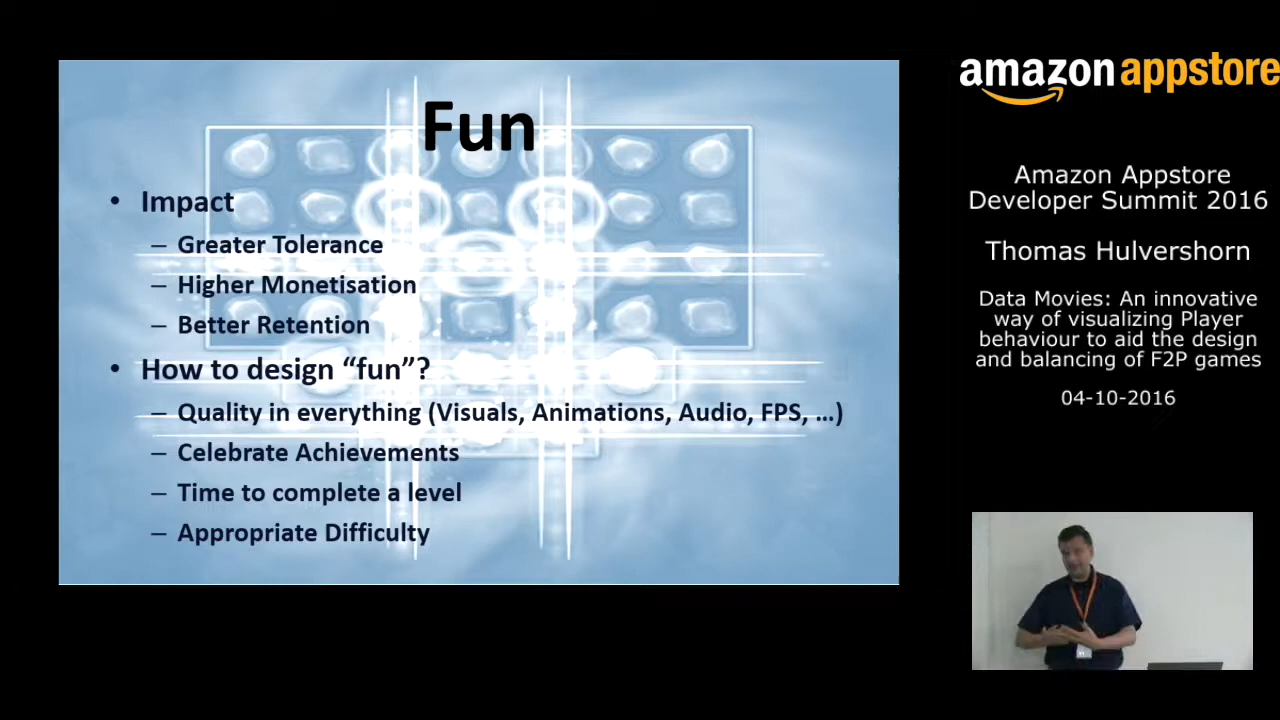 Fun
• Impact
– Greater Tolerance
– Higher Monetisation
– Better Retention
• How to design “fun”?
– Quality in everything (Visuals, Animations, Audio, FPS, …)
– Celebrate Achievements
– Time to complete a level
– Appropriate Difficulty
amazon appstore
Amazon Appstore
Developer Summit 2016
Thomas Hulvershorn
Data Movies: An innovative
way of visualizing Player
behaviour to aid the design
and balancing of F2P games
04-10-2016